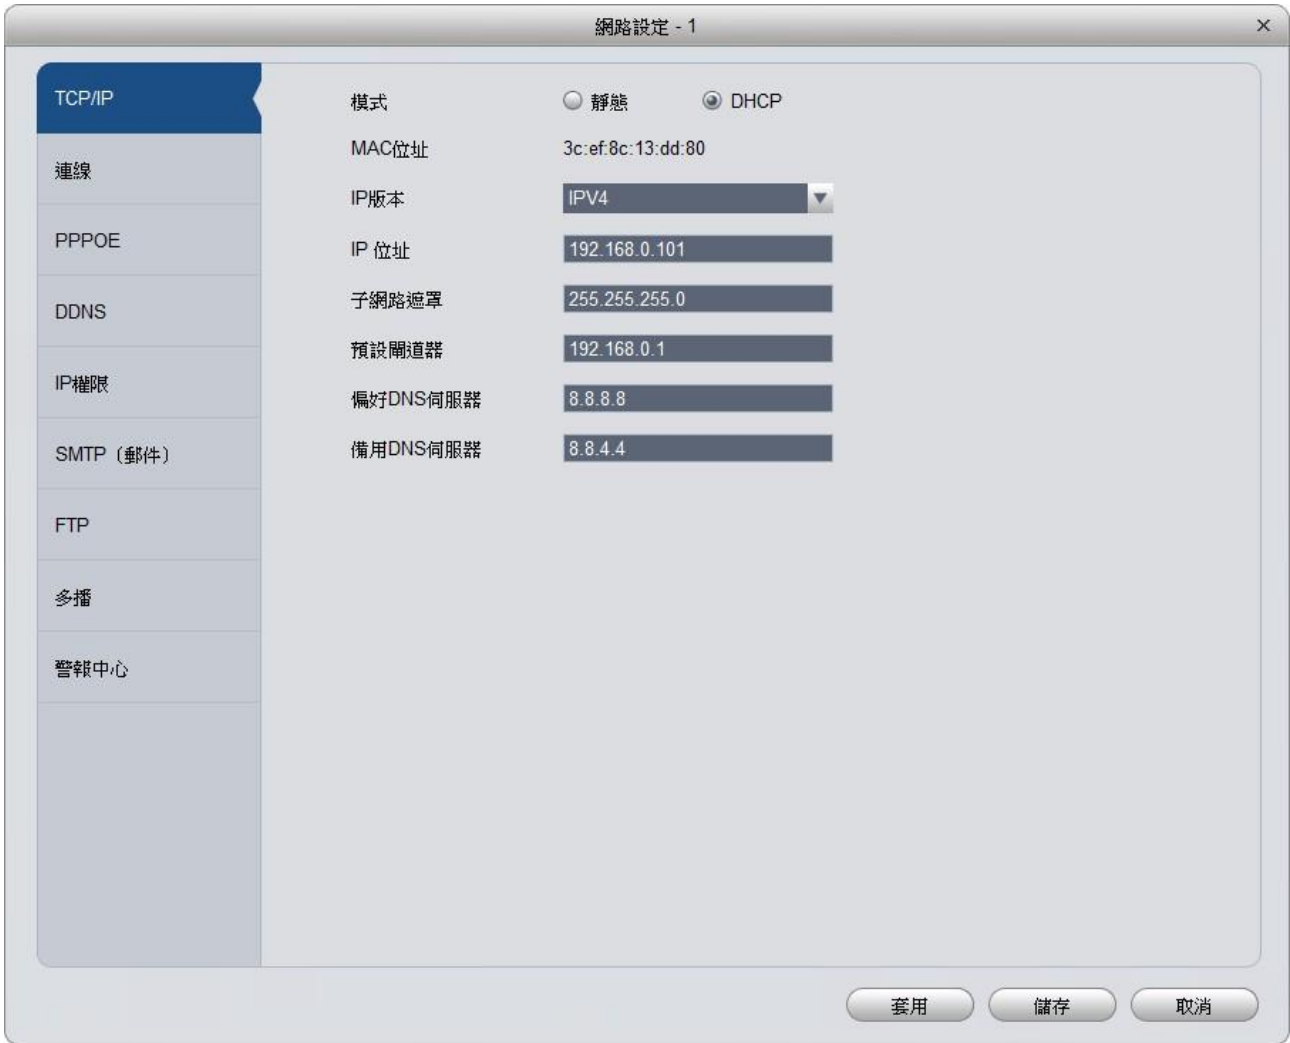 網路設定 - 1
TCP/IP
連線
PPPOE
DDNS
IP權限
SMTP（郵件）
FTP
多播
警報中心
模式 靜態 DHCP
MAC位址 3c:ef:8c:13:dd:80
IP版本 IPV4
IP 位址 192.168.0.101
子網路遮罩 255.255.255.0
預設閘道器 192.168.0.1
偏好DNS伺服器 8.8.8.8
備用DNS伺服器 8.8.4.4
套用 儲存 取消